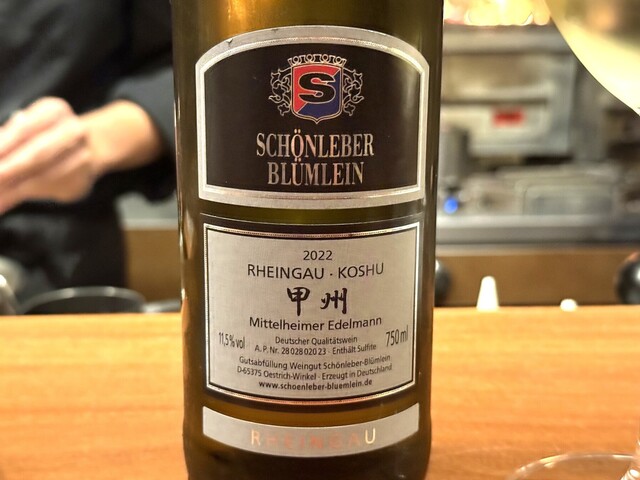 S
SCHÖNLEBER
BLÜMLEIN
2022
RHEINGAU · KOSHU
甲州
Mittelheimer Edelmann
11,5% vol
Deutscher Qualitätswein
A. P. Nr. 28 028 020 23 · Enthält Sulfite
750 ml
Gutsabfüllung Weingut Schönleber-Blümlein
D-65375 Oestrich-Winkel · Erzeugt in Deutschland
www.schoenleber-bluemlein.de
RHEINGAU